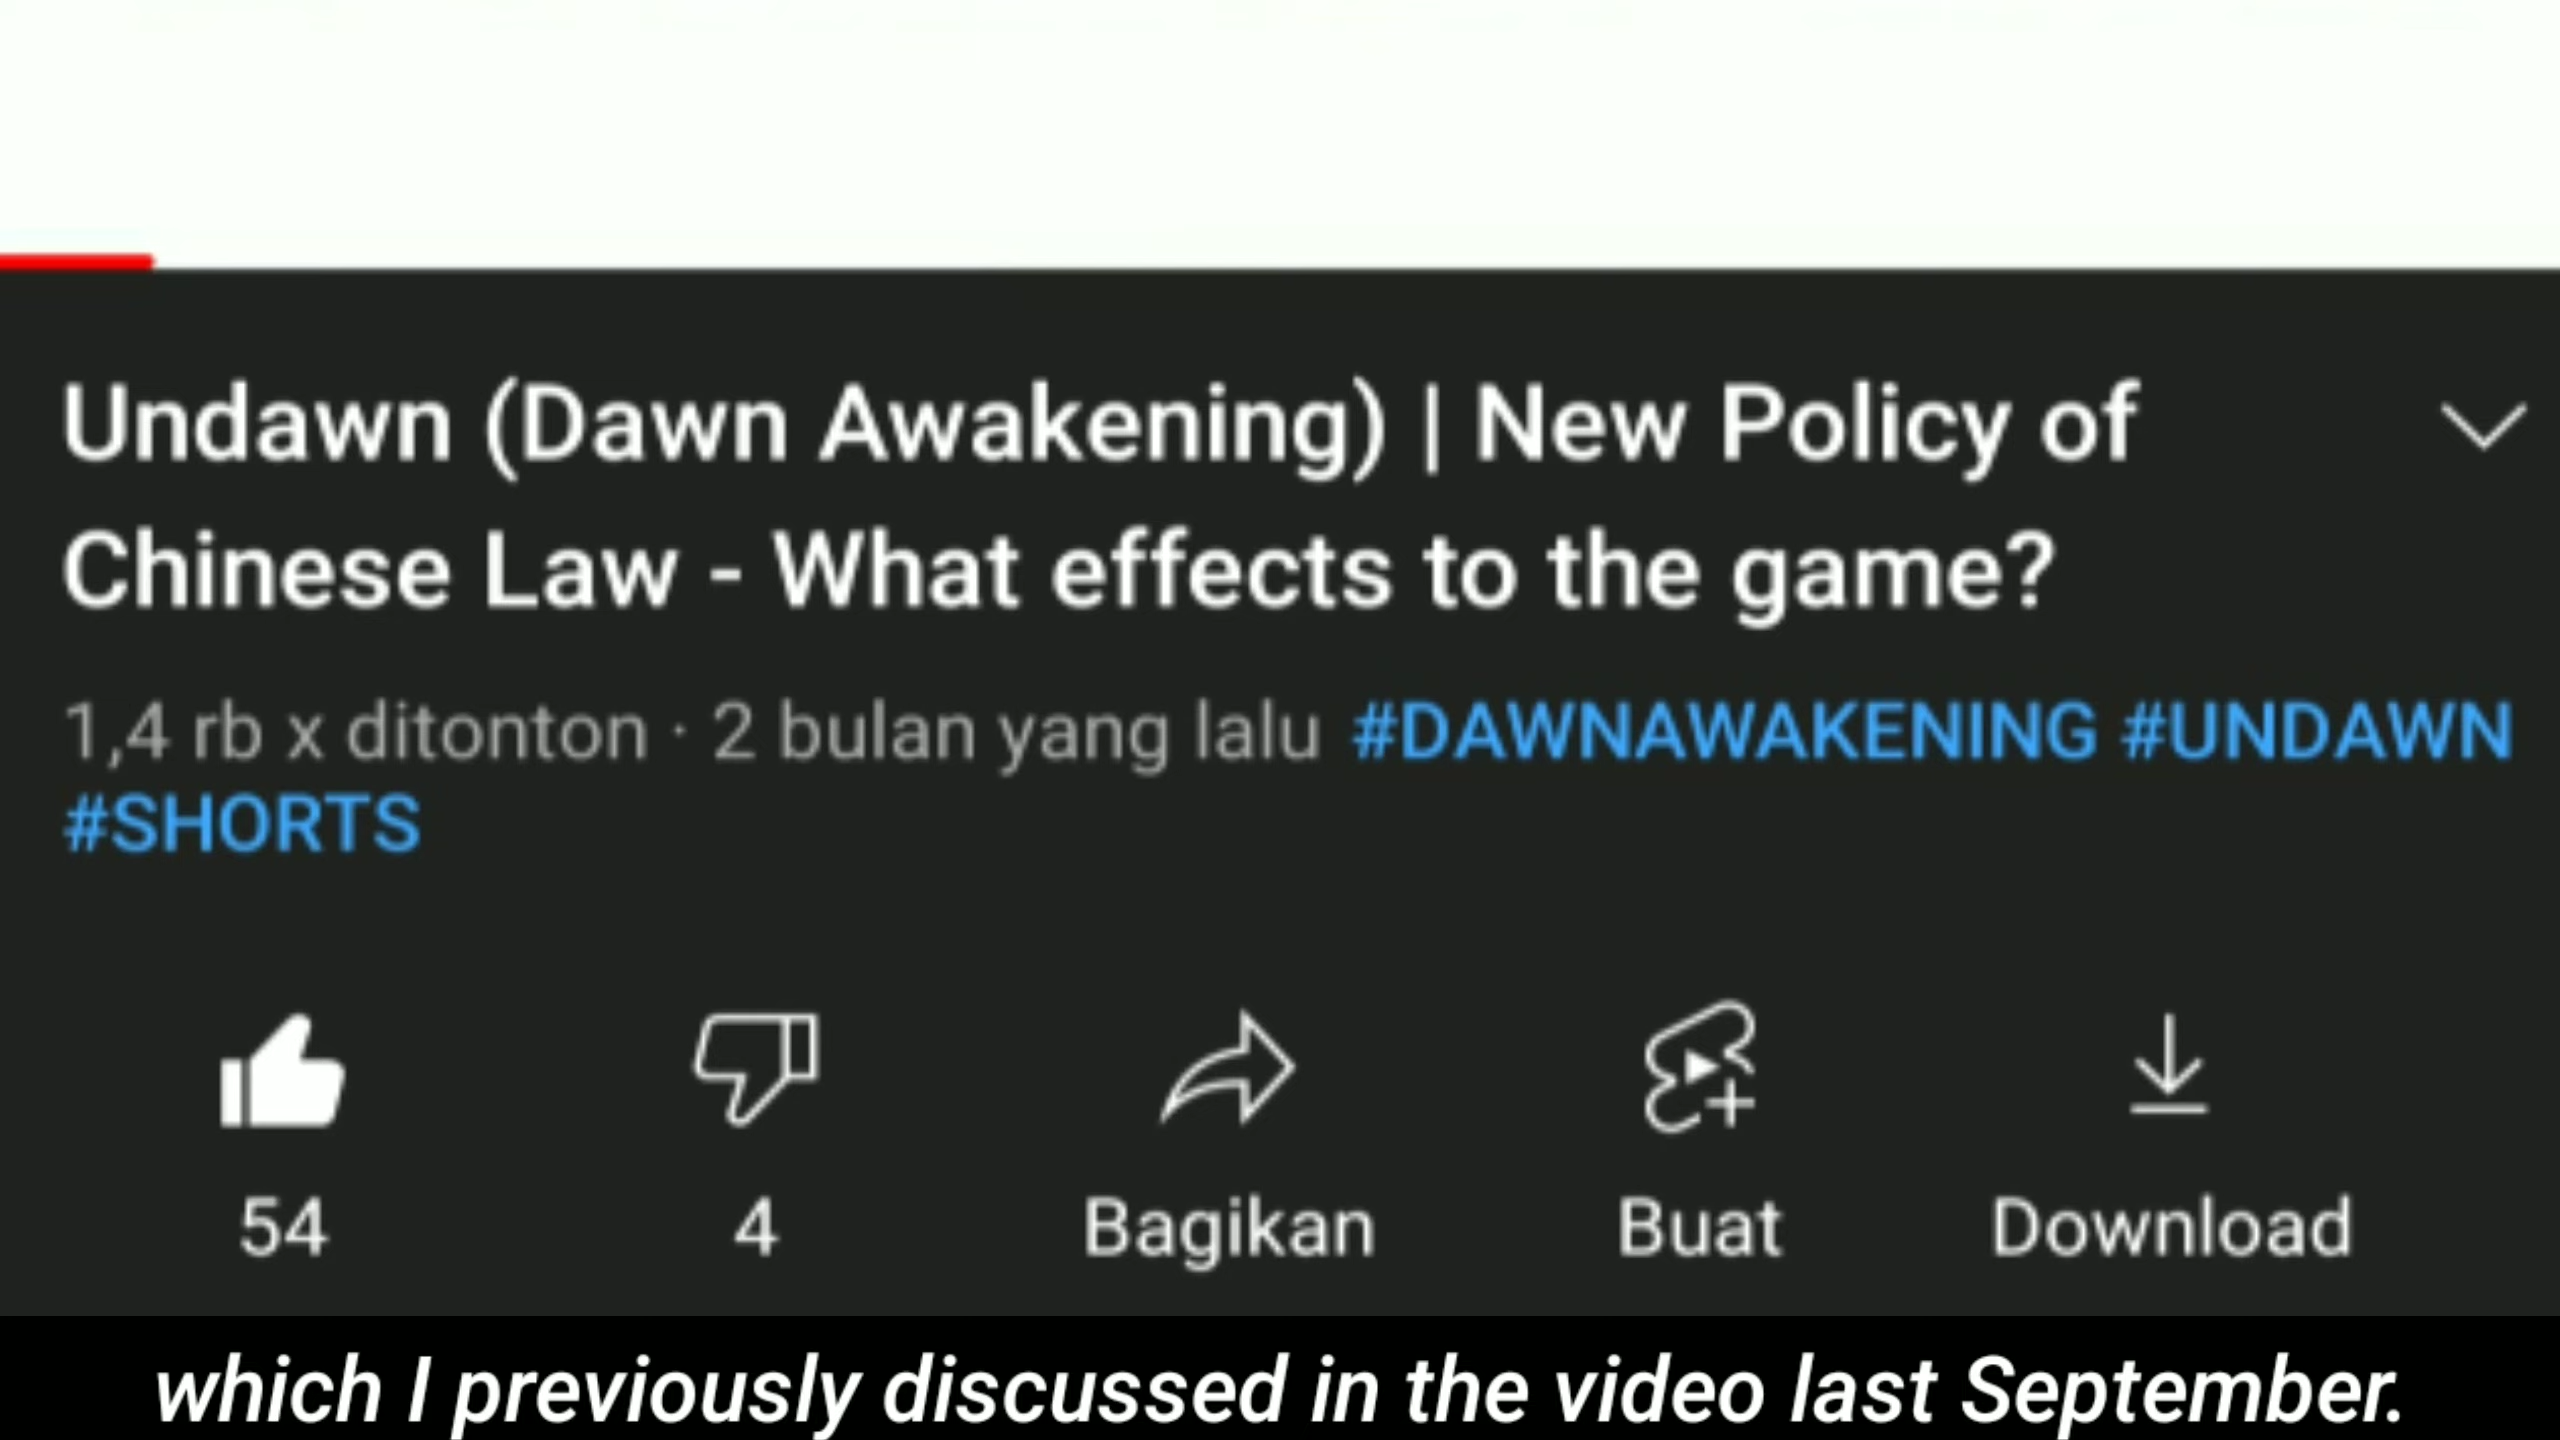 Undawn (Dawn Awakening) | New Policy of
Chinese Law - What effects to the game?
1,4 rb x ditonton · 2 bulan yang lalu #DAWNAWAKENING #UNDAWN
#SHORTS
54 4 Bagikan Buat Download
which I previously discussed in the video last September.